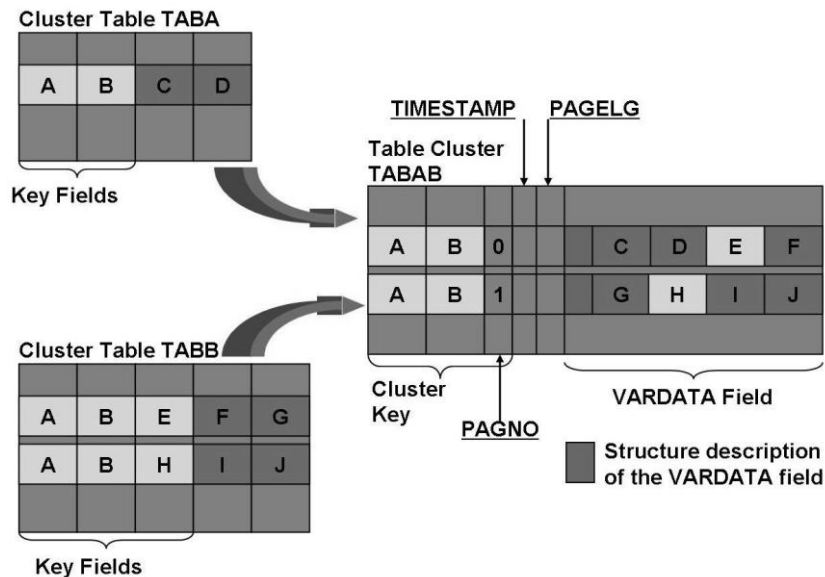 Cluster Table TABA
A B C D
Key Fields
TIMESTAMP PAGELG
Table Cluster
TABAB
A B 0 C D E F
A B 1 G H I J
Cluster
Key
VARDATA Field
PAGNO
Structure description
of the VARDATA field
Cluster Table TABB
A B E F G
A B H I J
Key Fields